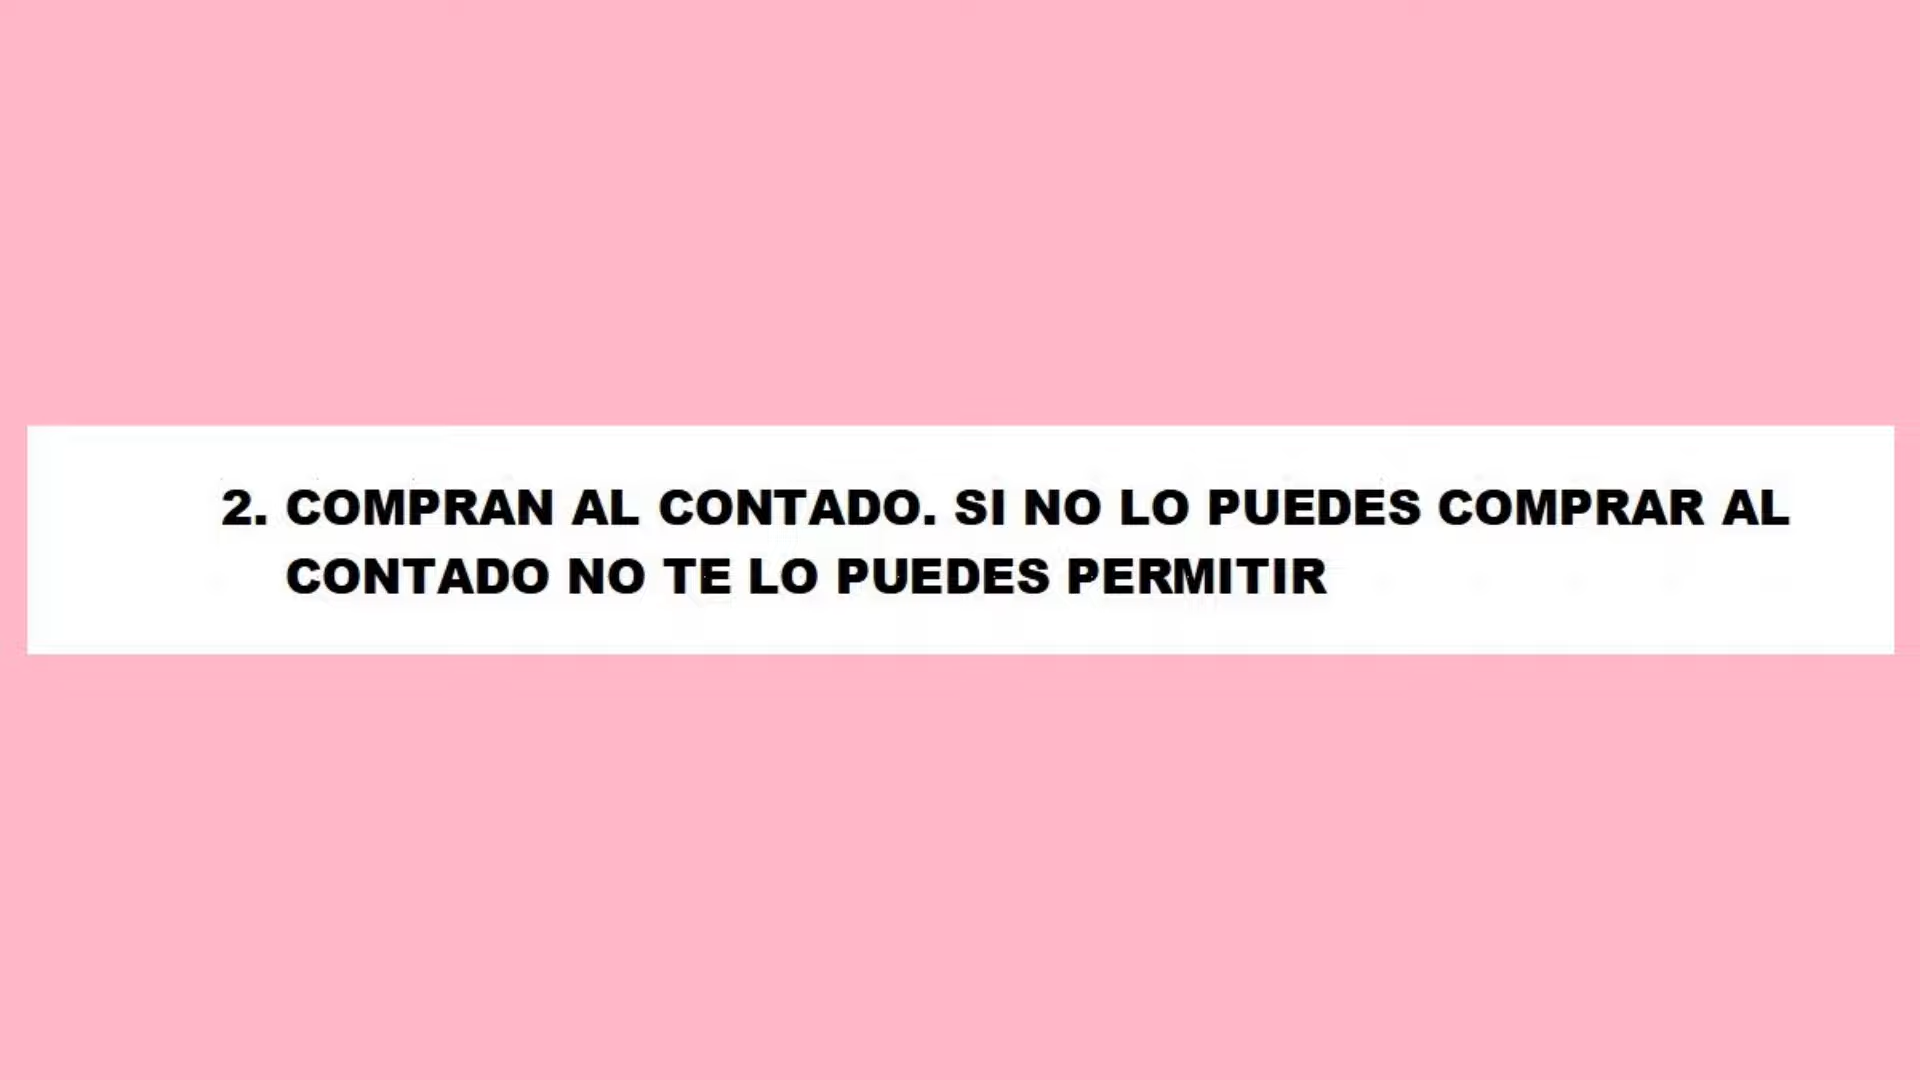 2. COMPRAN AL CONTADO. SI NO LO PUEDES COMPRAR AL
CONTADO NO TE LO PUEDES PERMITIR